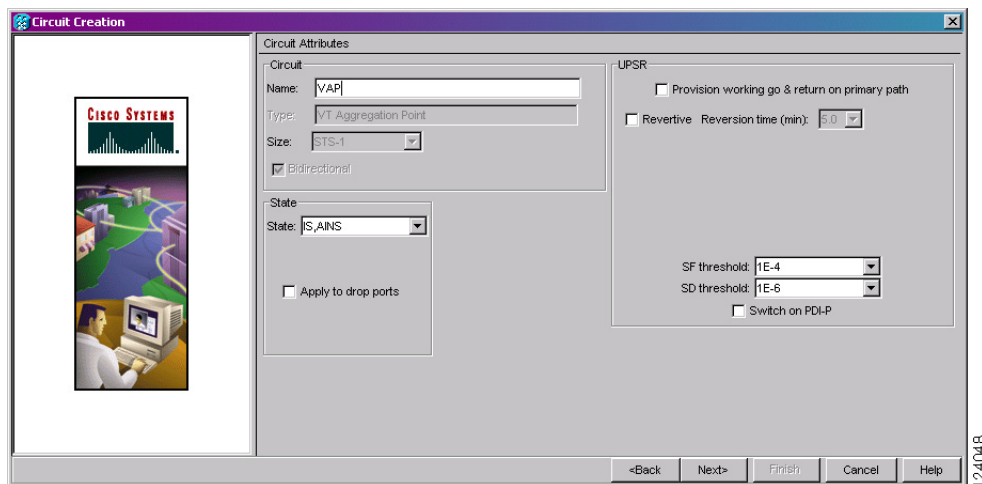 Circuit Creation
CISCO SYSTEMS
Circuit Attributes
Circuit
Name: VAP
Type: VT Aggregation Point
Size: STS-1
Bidirectional
State
State: IS,AINS
Apply to drop ports
UPSR
Provision working go & return on primary path
Revertive Reversion time (min): 5.0
SF threshold: 1E-4
SD threshold: 1E-6
Switch on PDI-P
<Back Next> Finish Cancel Help
124048